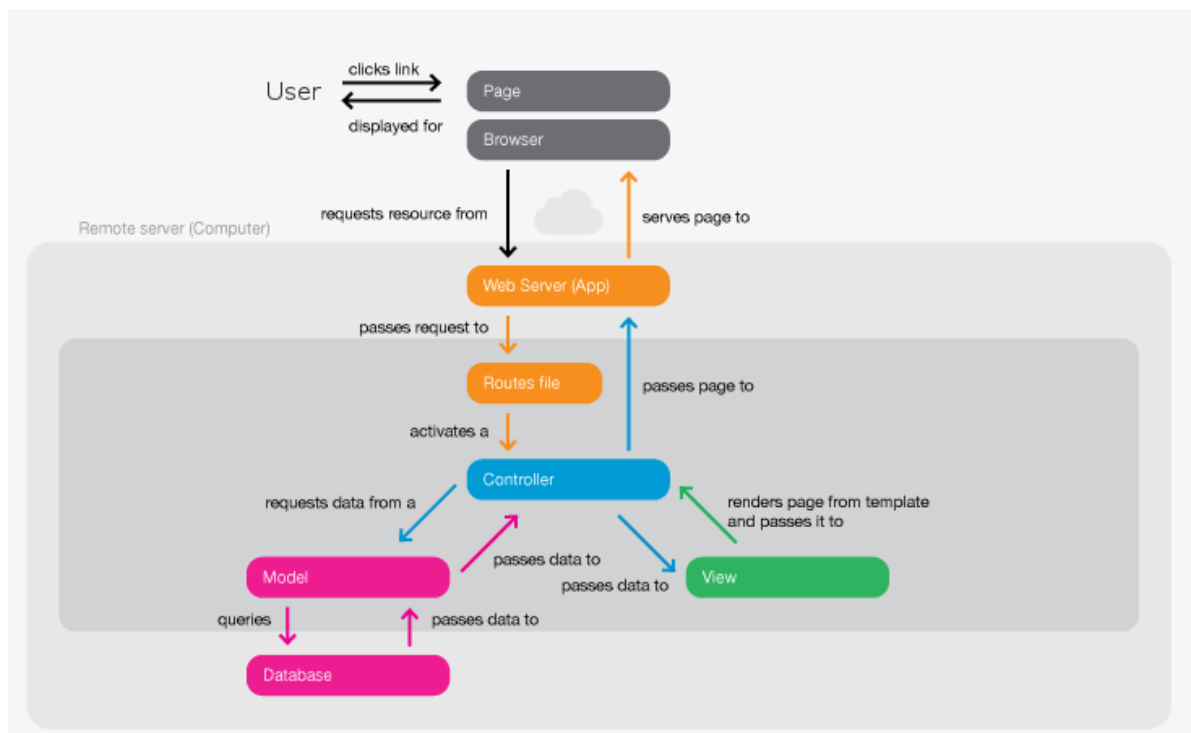 clicks link
User
Page
displayed for
Browser
requests resource from
serves page to
Remote server (Computer)
Web Server (App)
passes request to
Routes file
passes page to
activates a
Controller
requests data from a
renders page from template
and passes it to
passes data to
Model
passes data to
View
queries
passes data to
Database